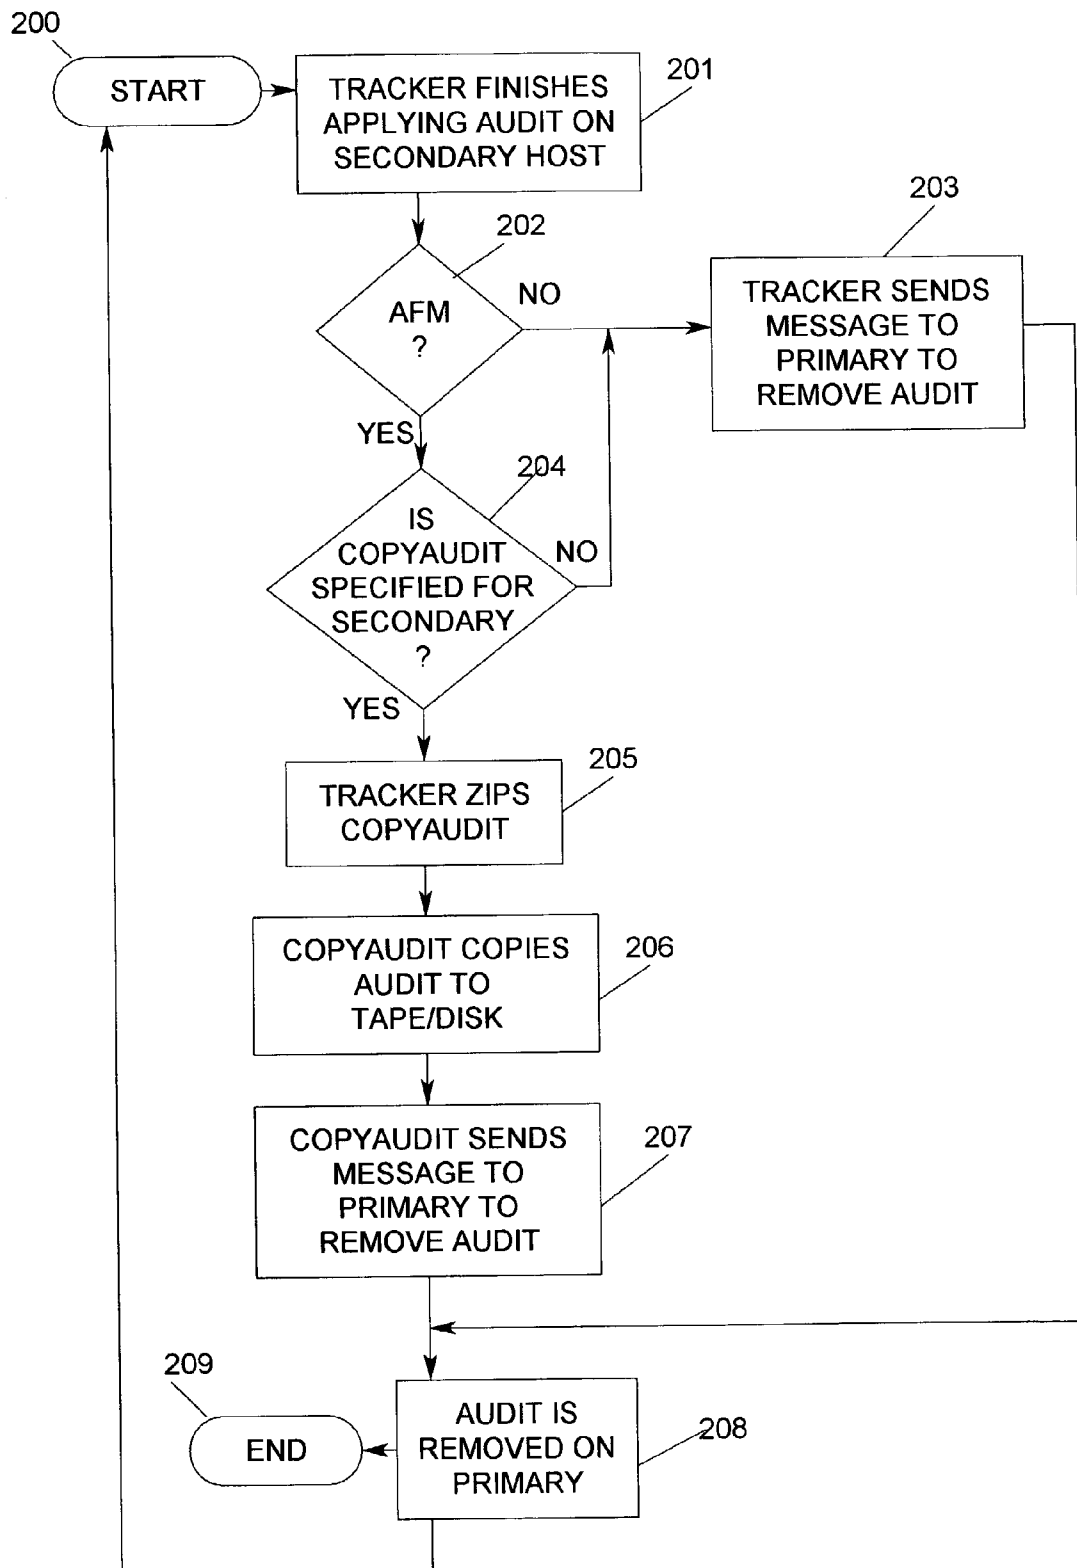 200
START
TRACKER FINISHES
APPLYING AUDIT ON
SECONDARY HOST
201
202
AFM
?
NO
YES
203
TRACKER SENDS
MESSAGE TO
PRIMARY TO
REMOVE AUDIT
204
IS
COPYAUDIT
SPECIFIED FOR
SECONDARY
?
NO
YES
205
TRACKER ZIPS
COPYAUDIT
206
COPYAUDIT COPIES
AUDIT TO
TAPE/DISK
207
COPYAUDIT SENDS
MESSAGE TO
PRIMARY TO
REMOVE AUDIT
209
END
AUDIT IS
REMOVED ON
PRIMARY
208